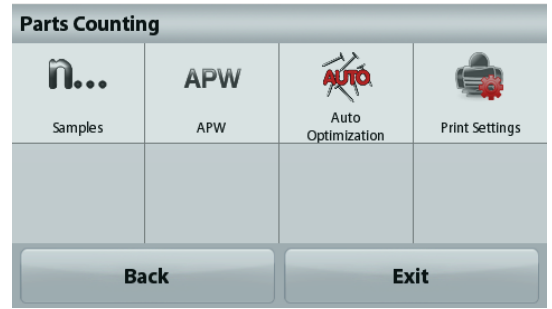 Parts Counting
n...
APW
AUTO
Samples
APW
Auto
Optimization
Print Settings
Back
Exit